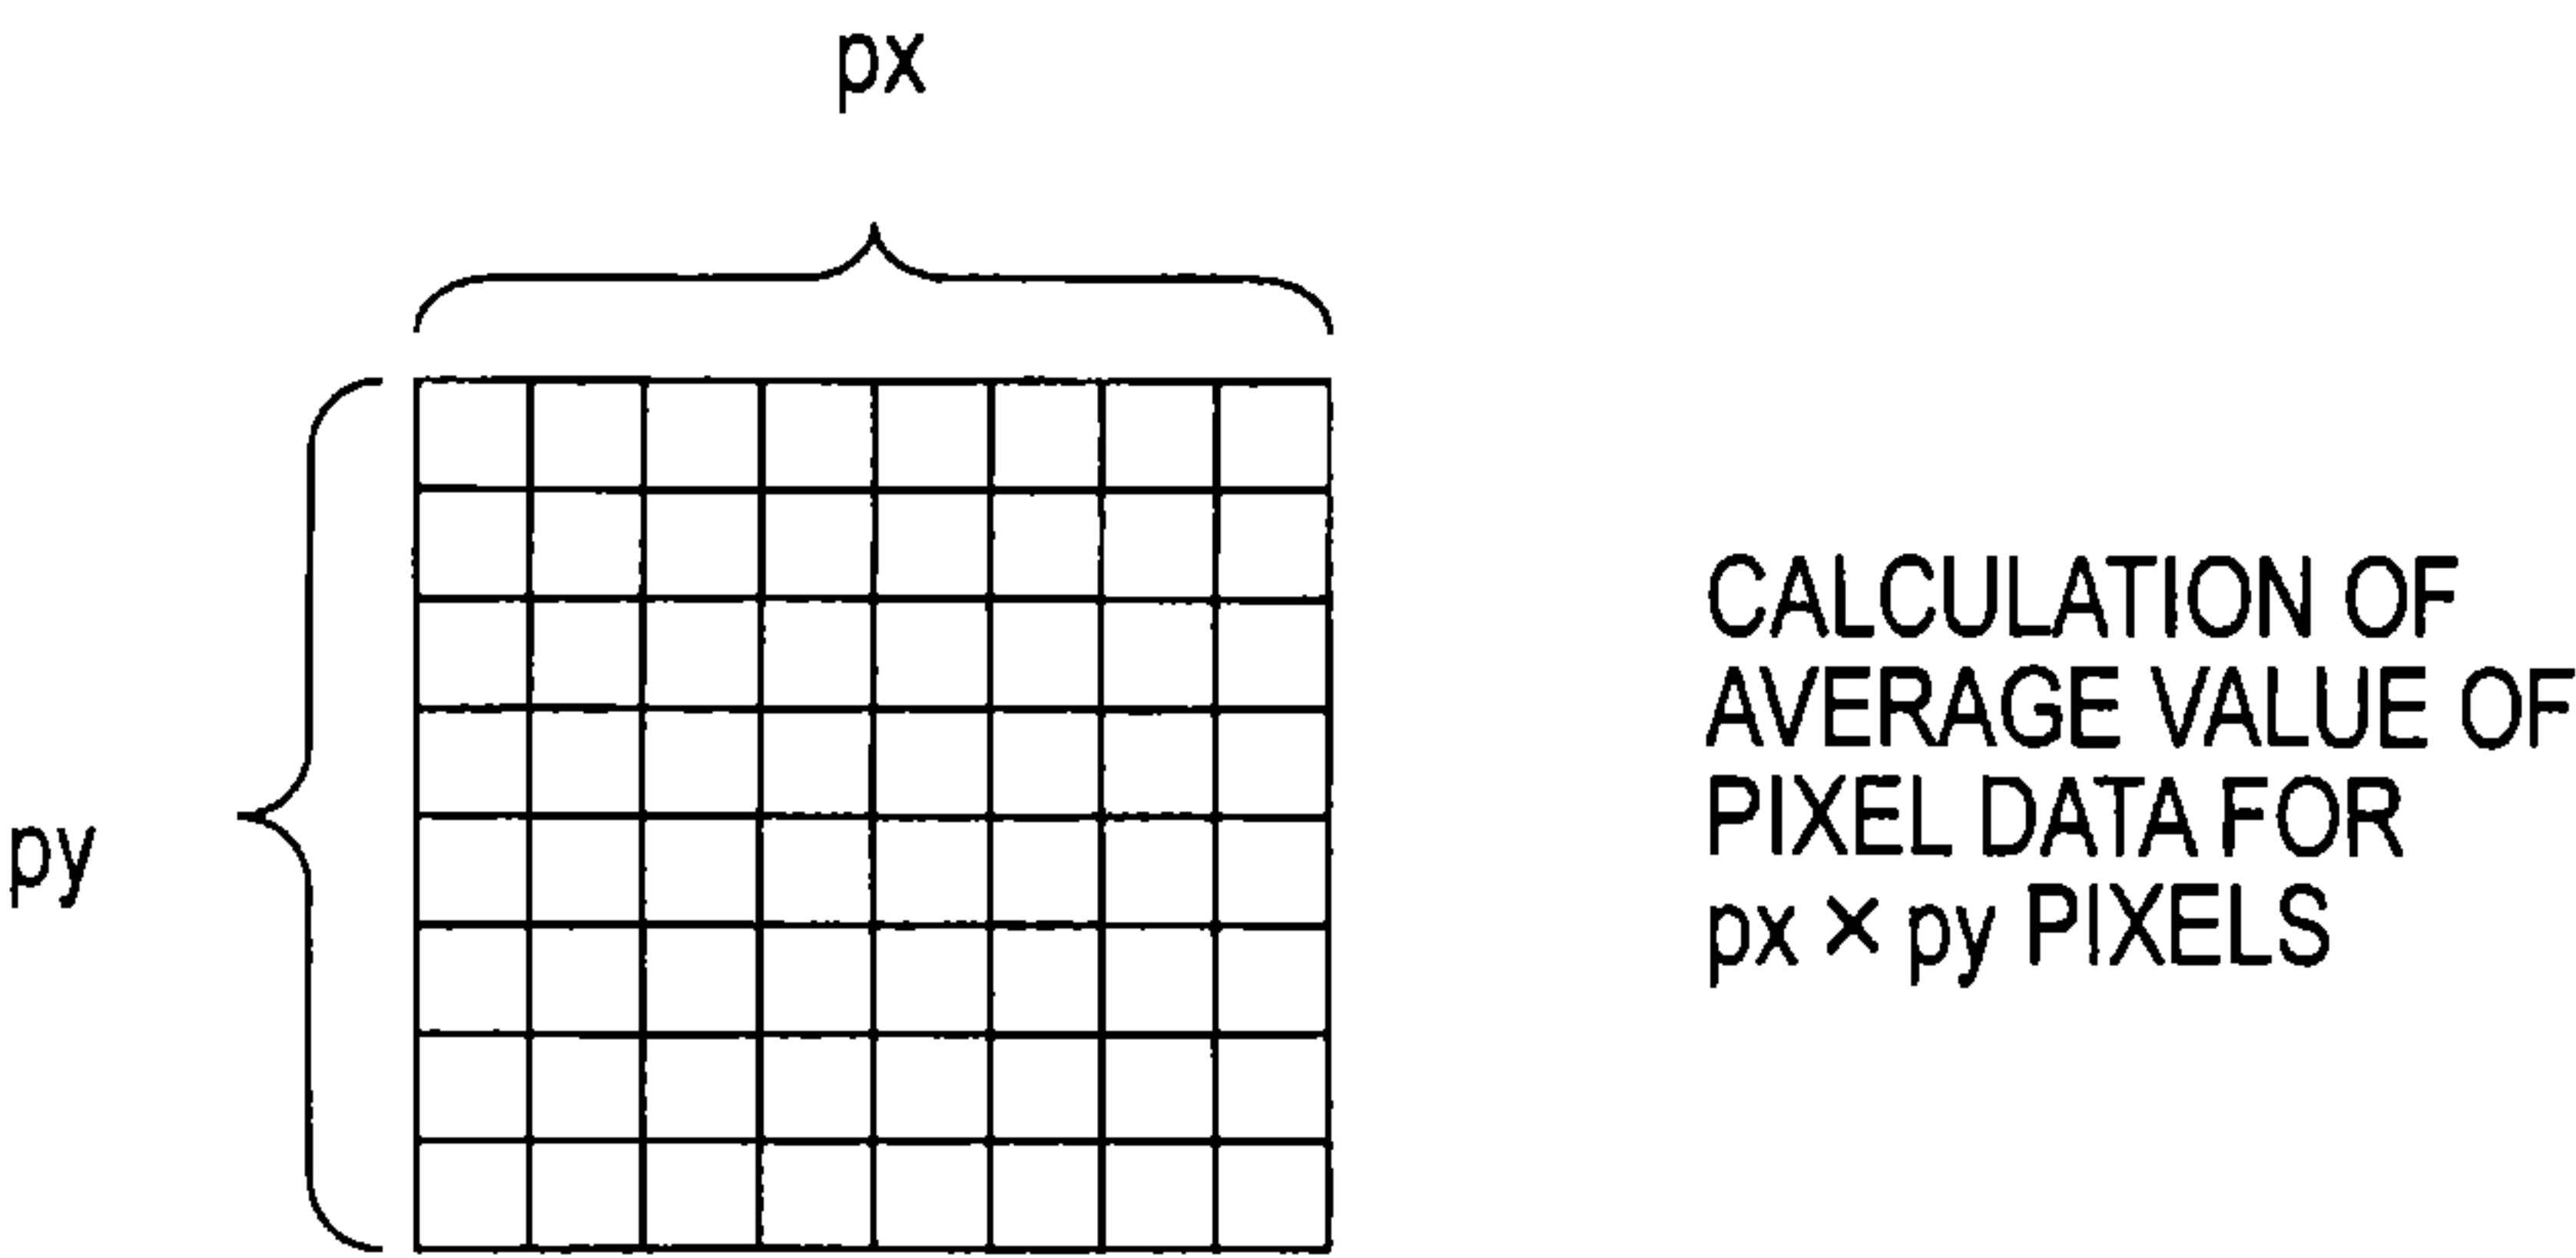 px
py
CALCULATION OF
AVERAGE VALUE OF
PIXEL DATA FOR
px × py PIXELS